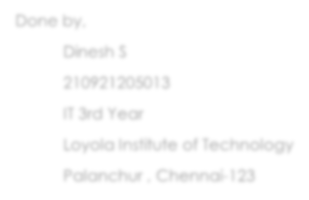 Done by,
Dinesh S
210921205013
IT 3rd Year
Loyola Institute of Technology
Palanchur , Chennai-123